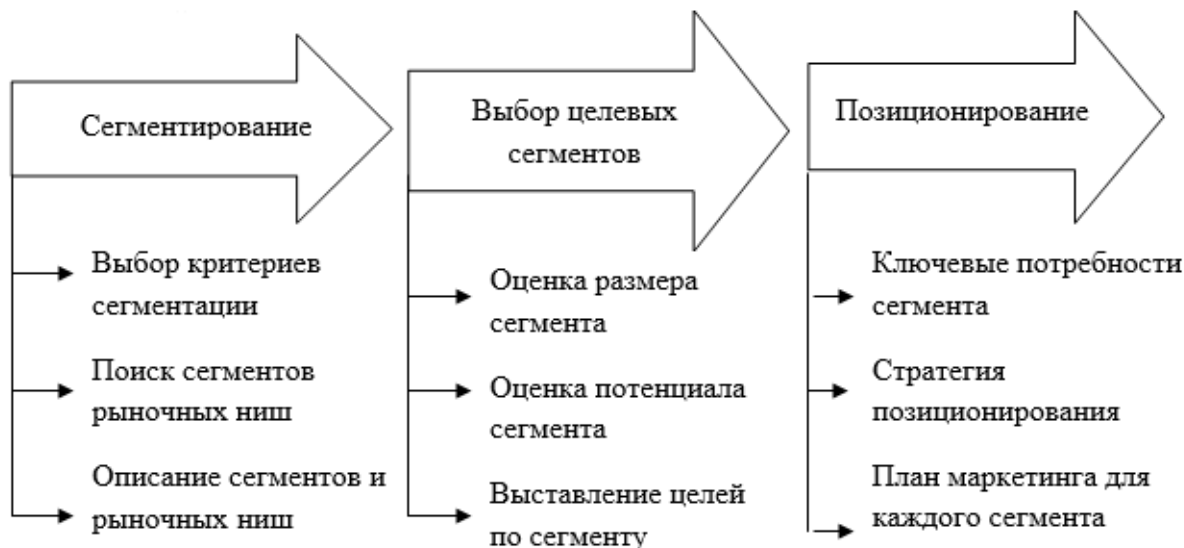 Сегментирование
Выбор критериев
сегментации
Поиск сегментов
рыночных ниш
Описание сегментов и
рыночных ниш
Выбор целевых
сегментов
Оценка размера
сегмента
Оценка потенциала
сегмента
Выставление целей
по сегменту
Позиционирование
Ключевые потребности
сегмента
Стратегия
позиционирования
План маркетинга для
каждого сегмента